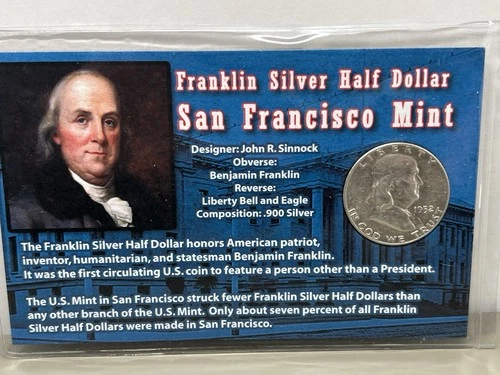 Franklin Silver Half Dollar
San Francisco Mint
Designer: John R. Sinnock
Obverse:
Benjamin Franklin
Reverse:
Liberty Bell and Eagle
Composition: .900 Silver
LIBERTY
1952
IN GOD WE TRUST
The Franklin Silver Half Dollar honors American patriot,
inventor, humanitarian, and statesman Benjamin Franklin.
It was the first circulating U.S. coin to feature a person other than a President.
The U.S. Mint in San Francisco struck fewer Franklin Silver Half Dollars than
any other branch of the U.S. Mint. Only about seven percent of all Franklin
Silver Half Dollars were made in San Francisco.